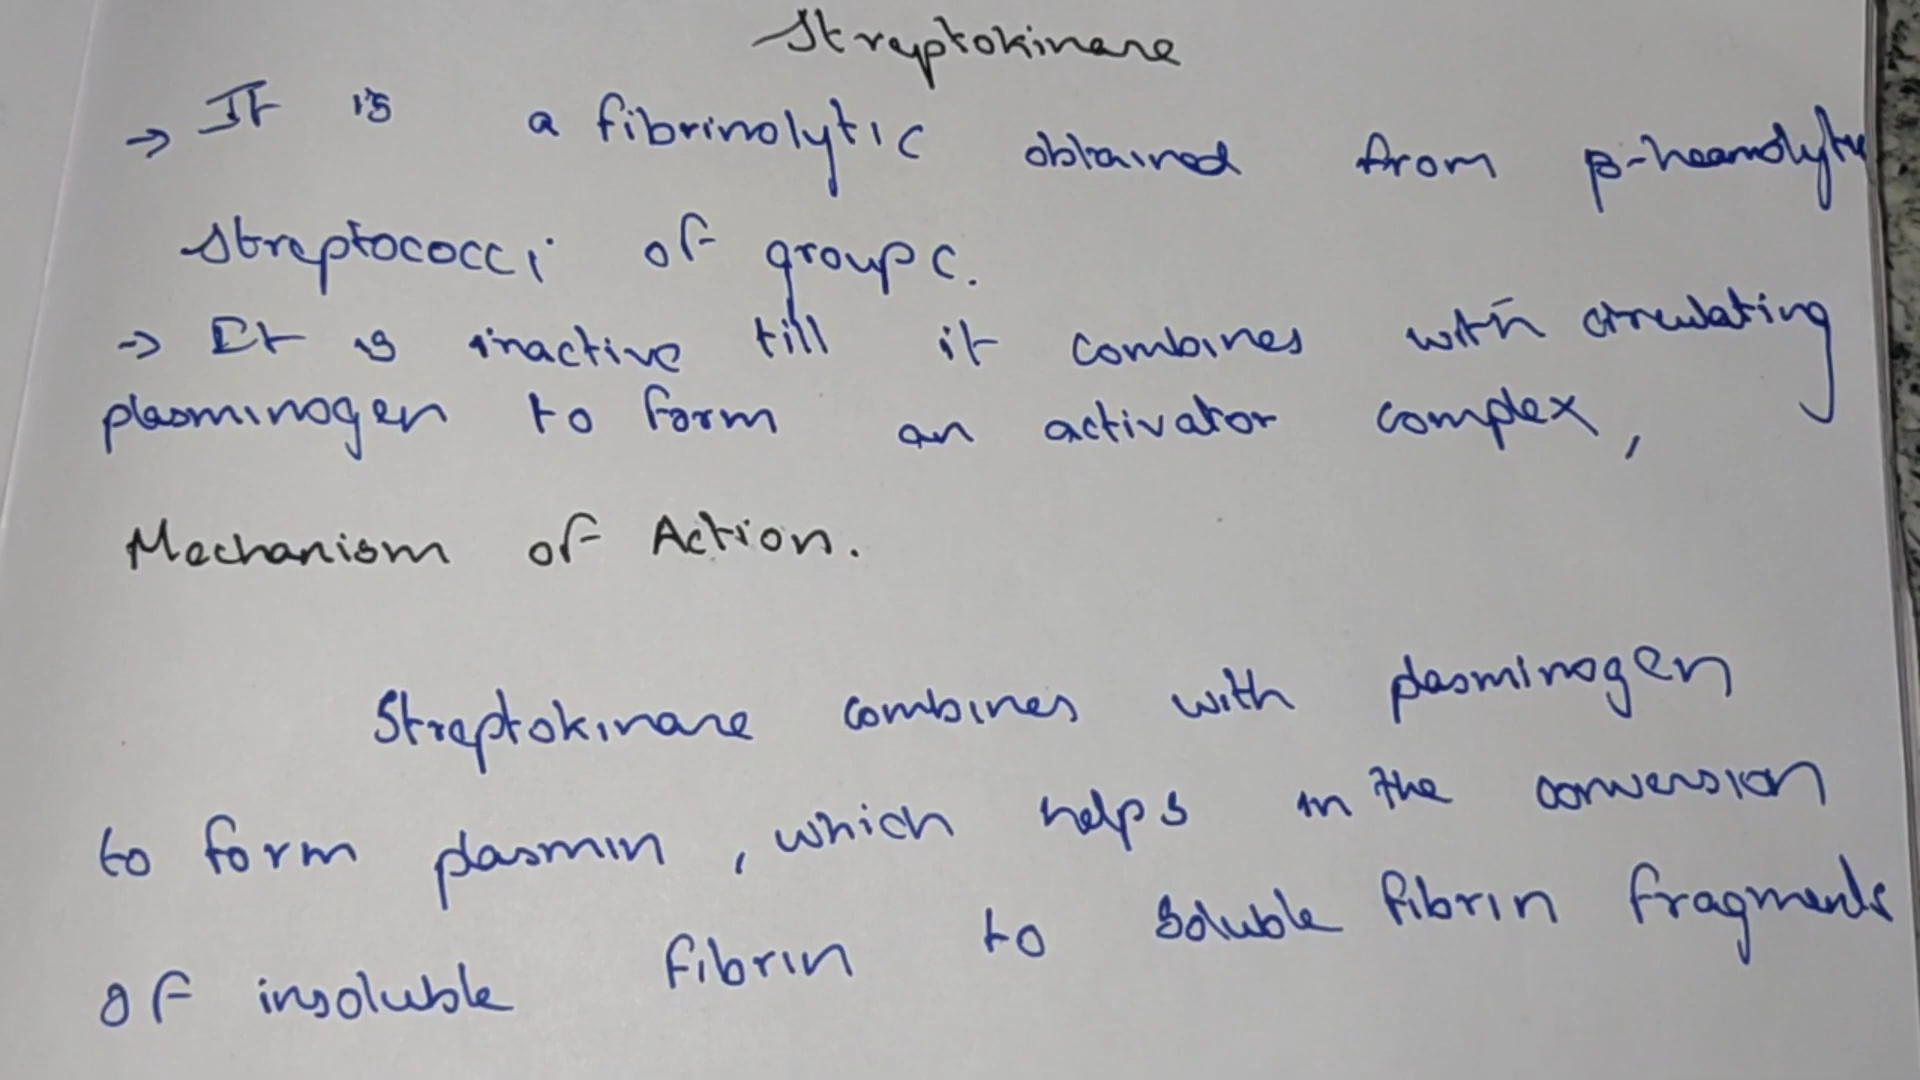 Streptokinase
→ It is a fibrinolytic obtained from β-haemolytic
streptococci of group c.
→ It is inactive till it combines with circulating
plasminogen to form an activator complex,
Mechanism of Action.
Streptokinase combines with plasminogen
to form plasmin, which helps in the conversion
of insoluble fibrin to soluble fibrin fragments